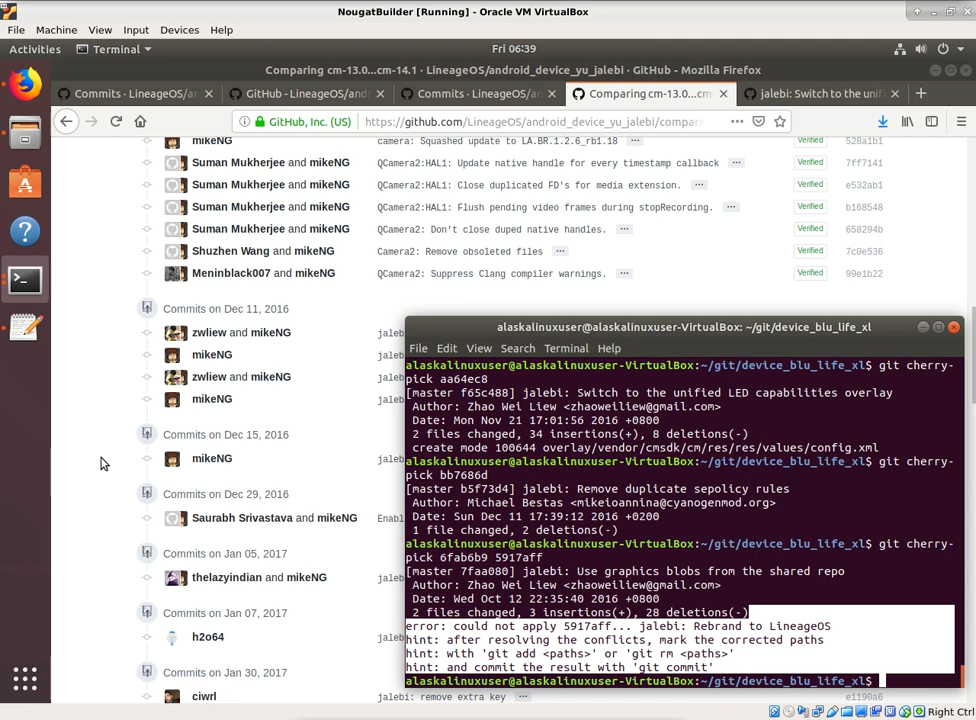 NougatBuilder [Running] - Oracle VM VirtualBox
File Machine View Input Devices Help
Activities Terminal Fri 06:39
Comparing cm-13.0...cm-14.1 · LineageOS/android_device_yu_jalebi · GitHub - Mozilla Firefox
Commits · LineageOS/an × GitHub - LineageOS/andr × Commits · LineageOS/an × Comparing cm-13.0...cm- × jalebi: Switch to the unifi × +
GitHub, Inc. (US) https://github.com/LineageOS/android_device_yu_jalebi/compare
mikeNG camera: Squashed update to LA.BR.1.2.6_rb1.18 ... Verified 528a1b1
Suman Mukherjee and mikeNG QCamera2:HAL1: Update native handle for every timestamp callback ... Verified 7ff7141
Suman Mukherjee and mikeNG QCamera2:HAL1: Close duplicated FD's for media extension. ... Verified e532ab1
Suman Mukherjee and mikeNG QCamera2:HAL1: Flush pending video frames during stopRecording. ... Verified b168548
Suman Mukherjee and mikeNG QCamera2: Don't close duped native handles. ... Verified 658294b
Shuzhen Wang and mikeNG Camera2: Remove obsoleted files ... Verified 7c0e536
Meninblack007 and mikeNG QCamera2: Suppress Clang compiler warnings. ... Verified 99e1b22
Commits on Dec 11, 2016
zwliew and mikeNG jaleb
mikeNG jaleb
zwliew and mikeNG jaleb
mikeNG jaleb
Commits on Dec 15, 2016
mikeNG jaleb
Commits on Dec 29, 2016
Saurabh Srivastava and mikeNG Enabl
Commits on Jan 05, 2017
thelazyindian and mikeNG jaleb
Commits on Jan 07, 2017
h2o64 jaleb
Commits on Jan 30, 2017
ciwrl jalebi: remove extra key ... e1190a6
alaskalinuxuser@alaskalinuxuser-VirtualBox: ~/git/device_blu_life_xl
File Edit View Search Terminal Help
alaskalinuxuser@alaskalinuxuser-VirtualBox:~/git/device_blu_life_xl$ git cherry-
pick aa64ec8
[master f65c488] jalebi: Switch to the unified LED capabilities overlay
Author: Zhao Wei Liew <zhaoweiliew@gmail.com>
Date: Mon Nov 21 17:01:56 2016 +0800
2 files changed, 34 insertions(+), 8 deletions(-)
create mode 100644 overlay/vendor/cmsdk/cm/res/res/values/config.xml
alaskalinuxuser@alaskalinuxuser-VirtualBox:~/git/device_blu_life_xl$ git cherry-
pick bb7686d
[master b5f73d4] jalebi: Remove duplicate sepolicy rules
Author: Michael Bestas <mikeioannina@cyanogenmod.org>
Date: Sun Dec 11 17:39:12 2016 +0200
1 file changed, 2 deletions(-)
alaskalinuxuser@alaskalinuxuser-VirtualBox:~/git/device_blu_life_xl$ git cherry-
pick 6fab6b9 5917aff
[master 7faa080] jalebi: Use graphics blobs from the shared repo
Author: Zhao Wei Liew <zhaoweiliew@gmail.com>
Date: Wed Oct 12 22:35:40 2016 +0800
2 files changed, 3 insertions(+), 28 deletions(-)
error: could not apply 5917aff... jalebi: Rebrand to LineageOS
hint: after resolving the conflicts, mark the corrected paths
hint: with 'git add <paths>' or 'git rm <paths>'
hint: and commit the result with 'git commit'
alaskalinuxuser@alaskalinuxuser-VirtualBox:~/git/device_blu_life_xl$
Right Ctrl